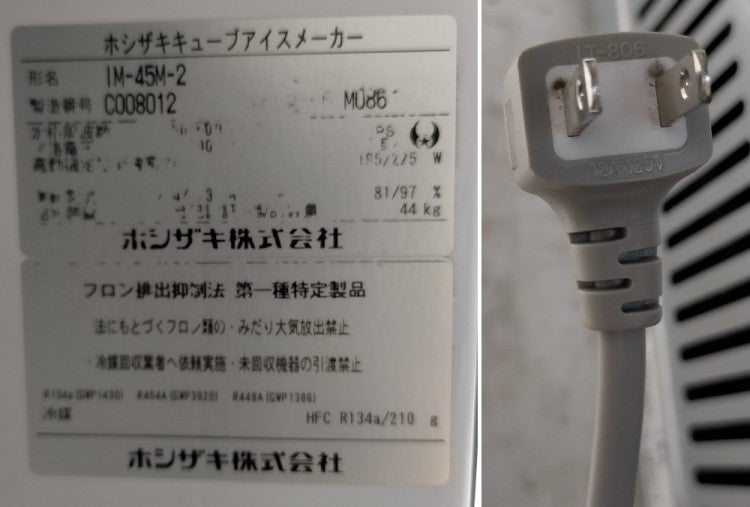 ホシザキキューブアイスメーカー
形名 IM-45M-2
製造番号 C008012 M086
W
81/97 %
44 kg
ホシザキ株式会社
フロン排出抑制法 第一種特定製品
法にもとづくフロン類の・みだり大気放出禁止
・冷媒回収業者へ依頼実施・未回収機器の引渡禁止
R134a(GWP1430) R404A(GWP3920) R448A(GWP1386)
冷媒 HFC R134a/210 g
ホシザキ株式会社
IT-806
12A 125V